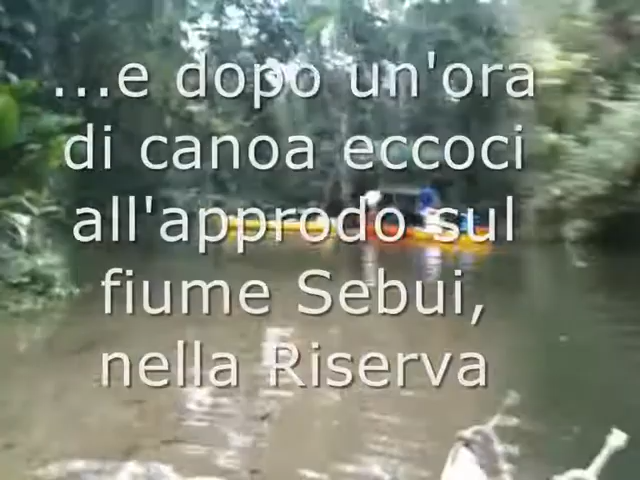 ...e dopo un'ora
di canoa eccoci
all'approdo sul
fiume Sebui,
nella Riserva